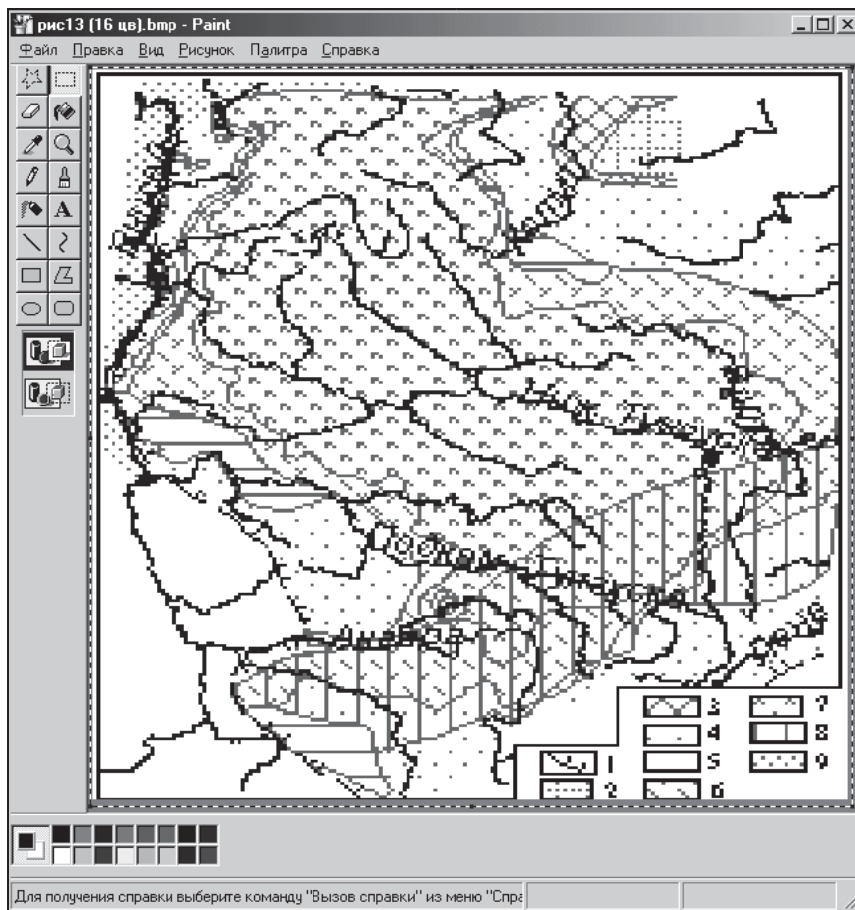 рис13 (16 цв).bmp - Paint
Файл Правка Вид Рисунок Палитра Справка
A
3 7
4 8
1 5 9
2 6
Для получения справки выберите команду "Вызов справки" из меню "Спра